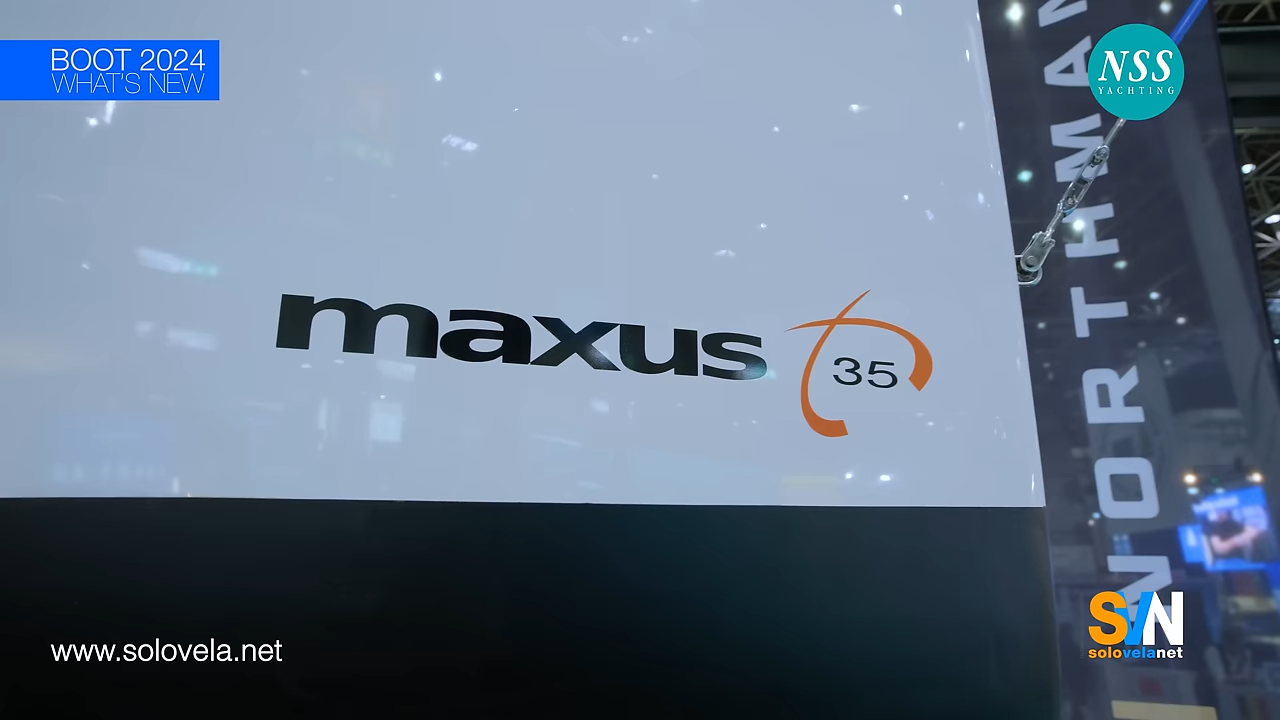 BOOT 2024
WHAT'S NEW
NSS
YACHTING
NORTHMAN
maxus 35
www.solovela.net
SVN
solovelanet